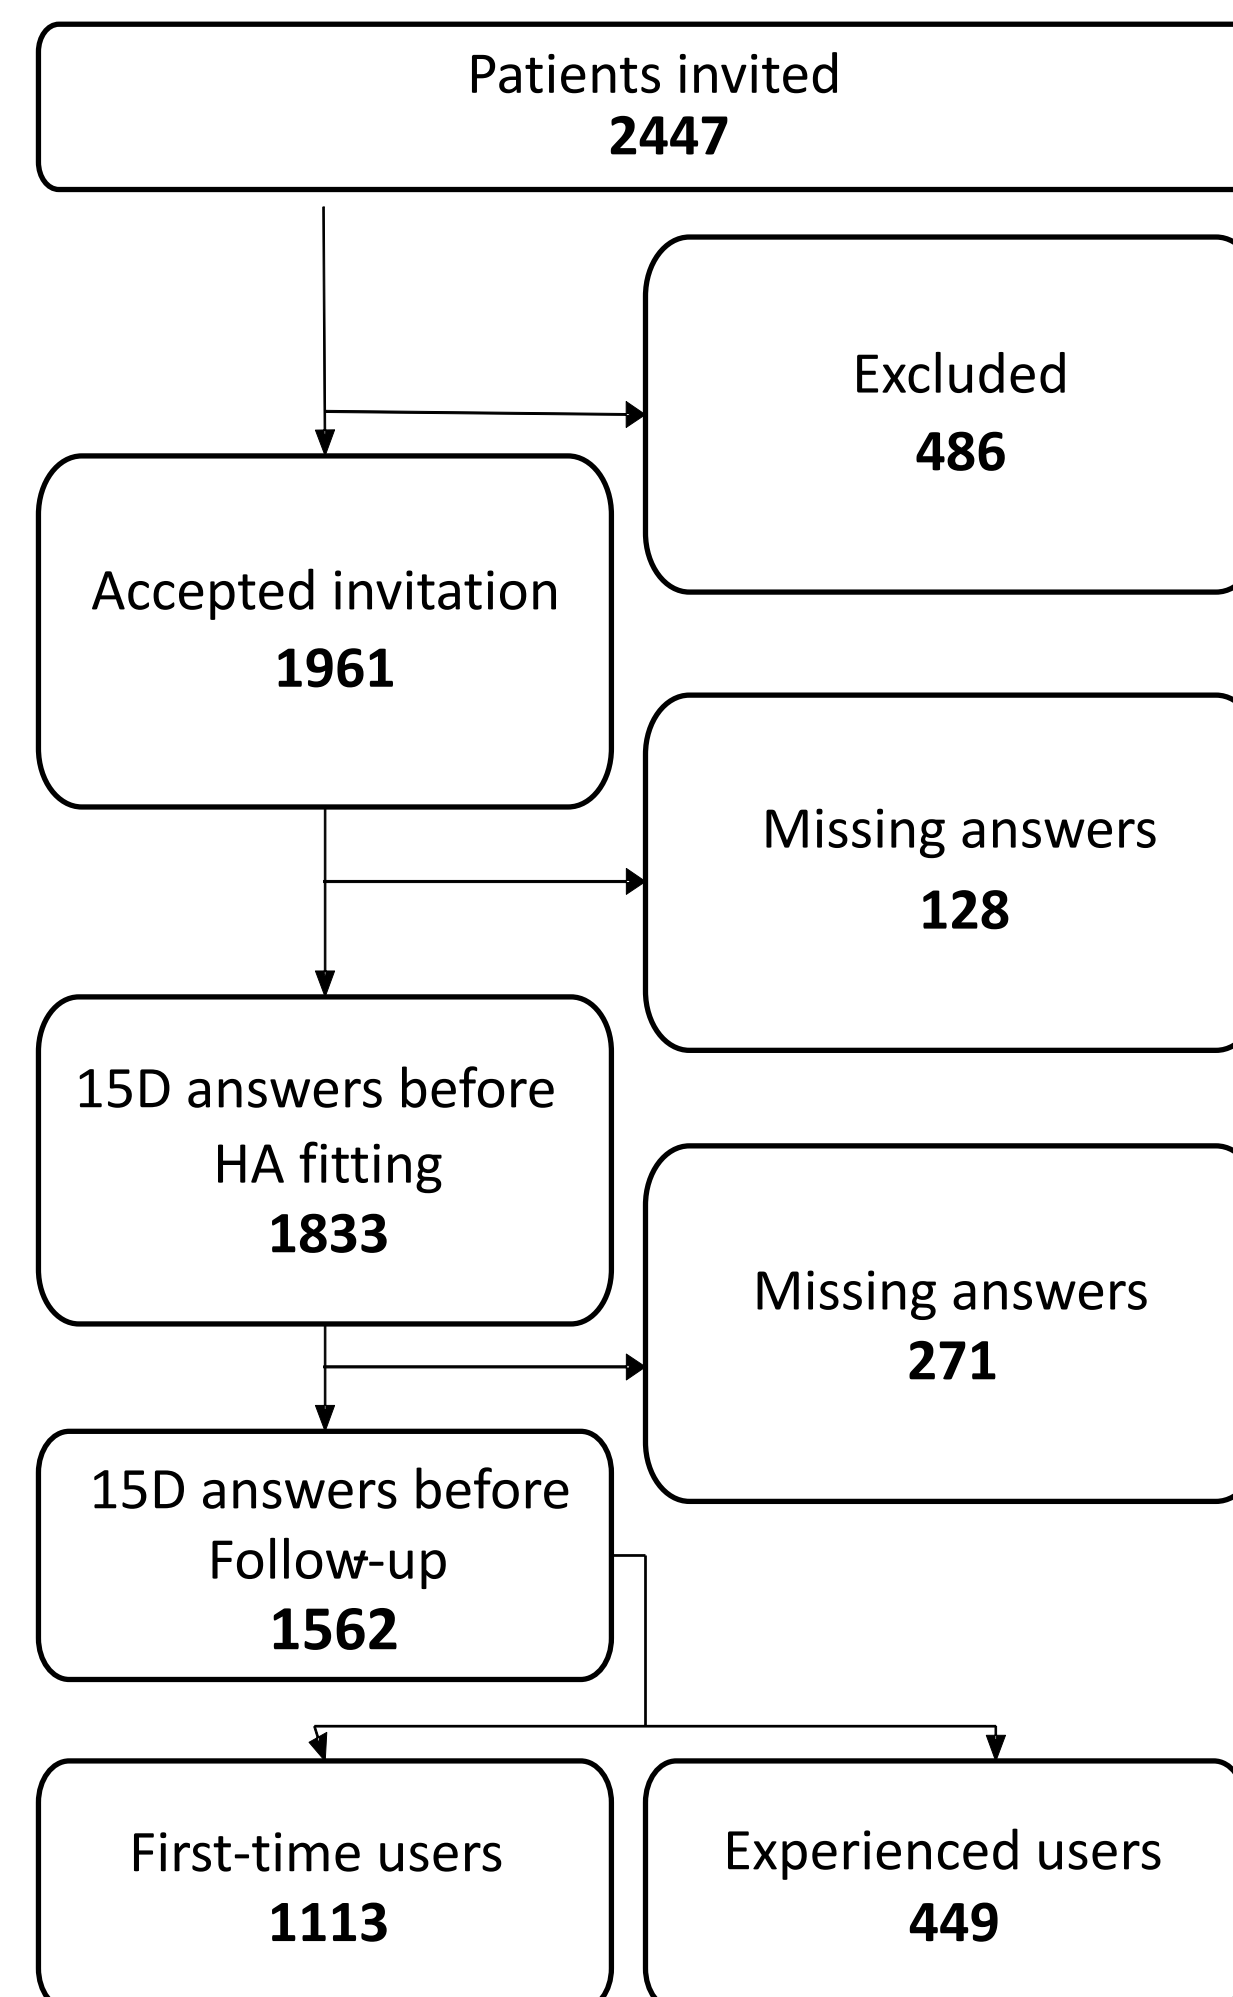 Patients invited
2447
Excluded
486
Accepted invitation
1961
Missing answers
128
15D answers before
HA fitting
1833
Missing answers
271
15D answers before
Follow-up
1562
First-time users
1113
Experienced users
449